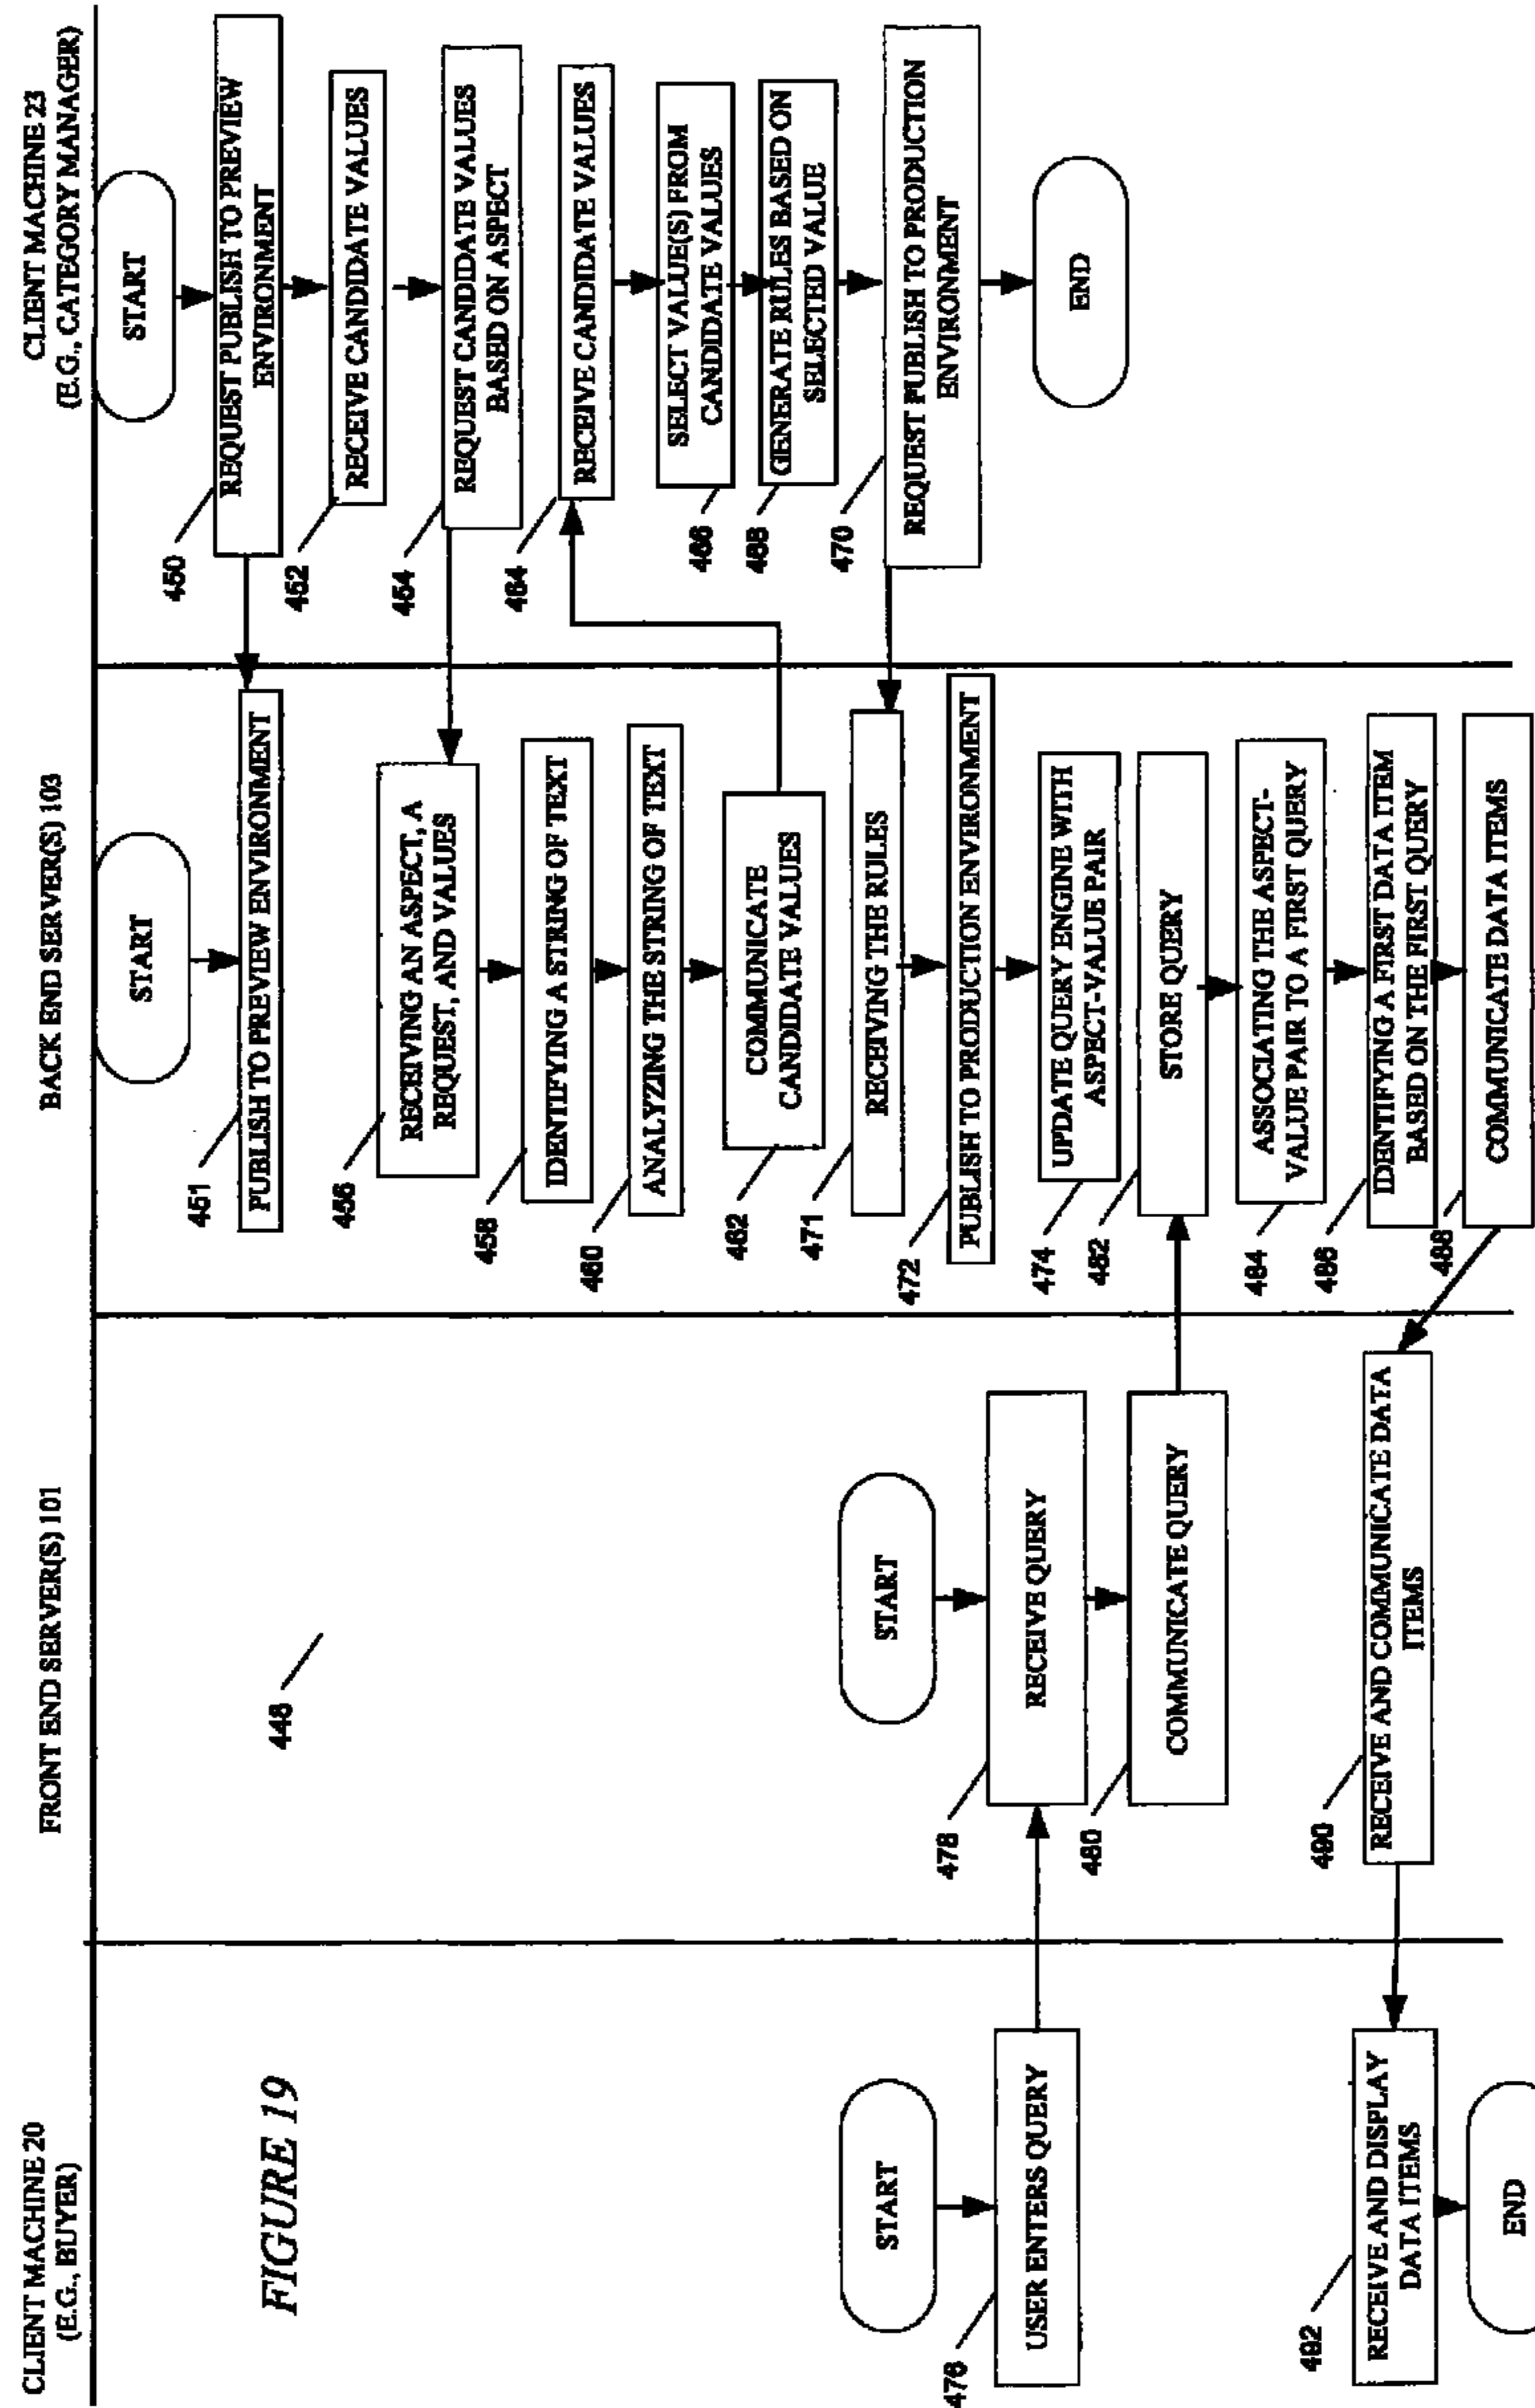 CLIENT MACHINE 20
(E.G., BUYER)
FIGURE 19
START
476
USER ENTERS QUERY
492
RECEIVE AND DISPLAY
DATA ITEMS
END
FRONT END SERVER(S) 101
448
START
478
RECEIVE QUERY
480
COMMUNICATE QUERY
490
RECEIVE AND COMMUNICATE DATA
ITEMS
BACK END SERVER(S) 103
START
451
PUBLISH TO PREVIEW ENVIRONMENT
456
RECEIVING AN ASPECT, A
REQUEST, AND VALUES
458
IDENTIFYING A STRING OF TEXT
460
ANALYZING THE STRING OF TEXT
462
COMMUNICATE
CANDIDATE VALUES
471
RECEIVING THE RULES
472
PUBLISH TO PRODUCTION ENVIRONMENT
474
UPDATE QUERY ENGINE WITH
ASPECT-VALUE PAIR
482
STORE QUERY
484
ASSOCIATING THE ASPECT-
VALUE PAIR TO A FIRST QUERY
486
IDENTIFYING A FIRST DATA ITEM
BASED ON THE FIRST QUERY
488
COMMUNICATE DATA ITEMS
CLIENT MACHINE 23
(E.G., CATEGORY MANAGER)
START
450
REQUEST PUBLISH TO PREVIEW
ENVIRONMENT
452
RECEIVE CANDIDATE VALUES
454
REQUEST CANDIDATE VALUES
BASED ON ASPECT
464
RECEIVE CANDIDATE VALUES
466
SELECT VALUE(S) FROM
CANDIDATE VALUES
468
GENERATE RULES BASED ON
SELECTED VALUE
470
REQUEST PUBLISH TO PRODUCTION
ENVIRONMENT
END